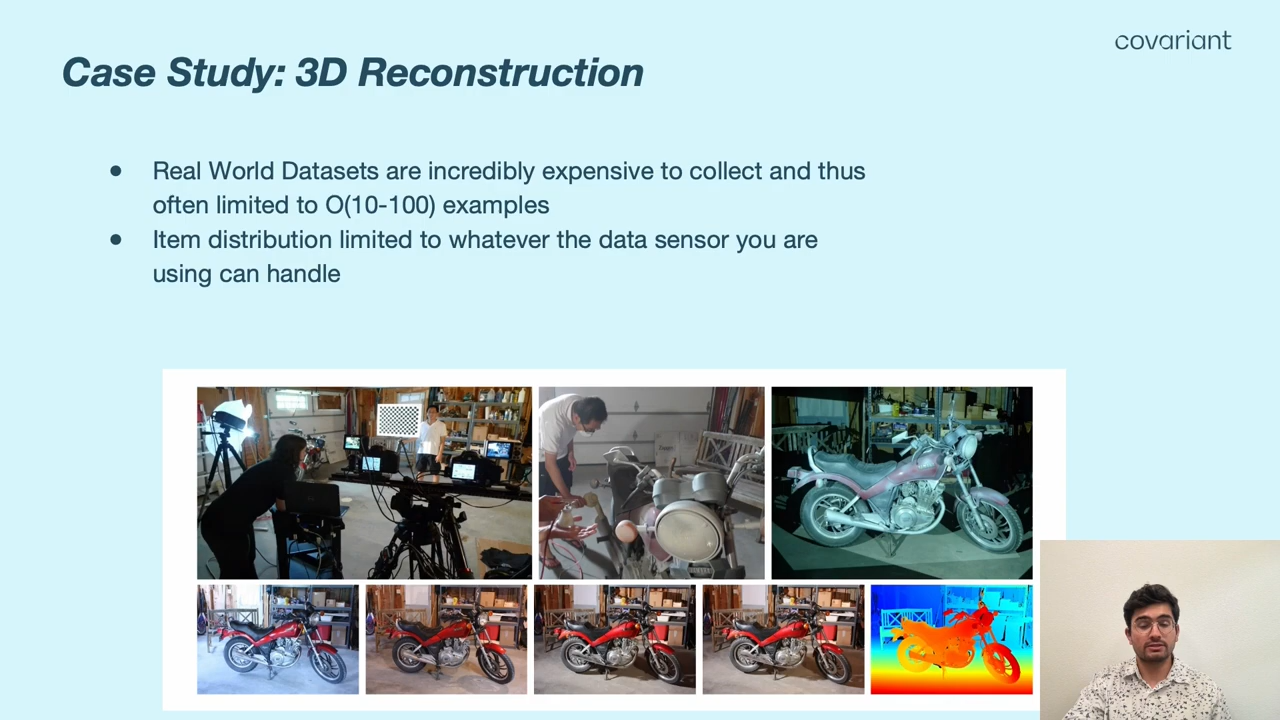 covariant
Case Study: 3D Reconstruction
● Real World Datasets are incredibly expensive to collect and thus
often limited to O(10-100) examples
● Item distribution limited to whatever the data sensor you are
using can handle